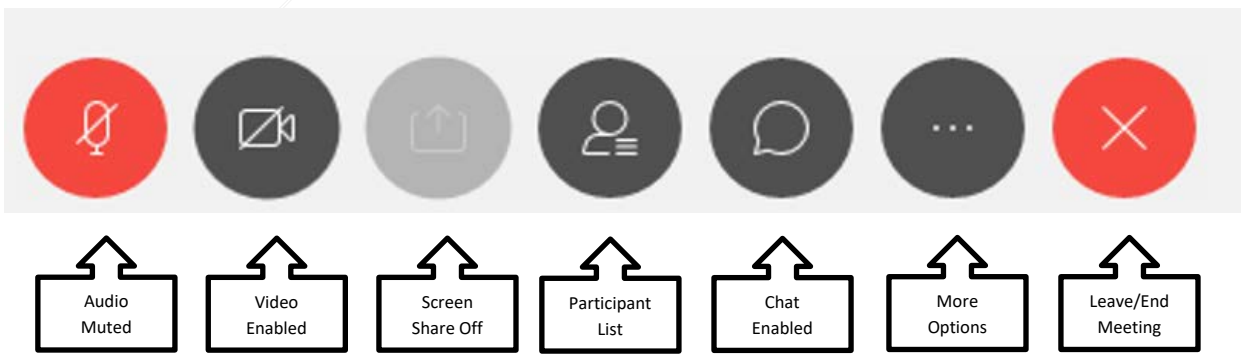 Audio
Muted
Video
Enabled
Screen
Share Off
Participant
List
Chat
Enabled
More
Options
Leave/End
Meeting